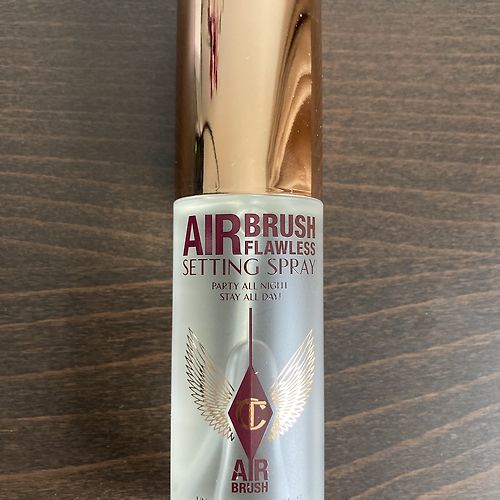 AIRBRUSH
FLAWLESS
SETTING SPRAY
PARTY ALL NIGHT
STAY ALL DAY!
CT
AIR
BRUSH